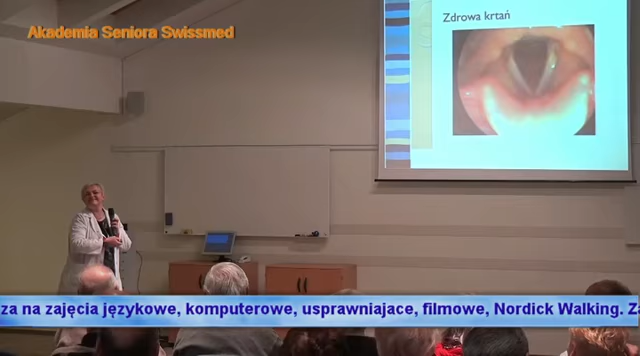 Akademia Seniora Swissmed
Zdrowa krtań
za na zajęcia językowe, komputerowe, usprawniajace, filmowe, Nordick Walking. Za